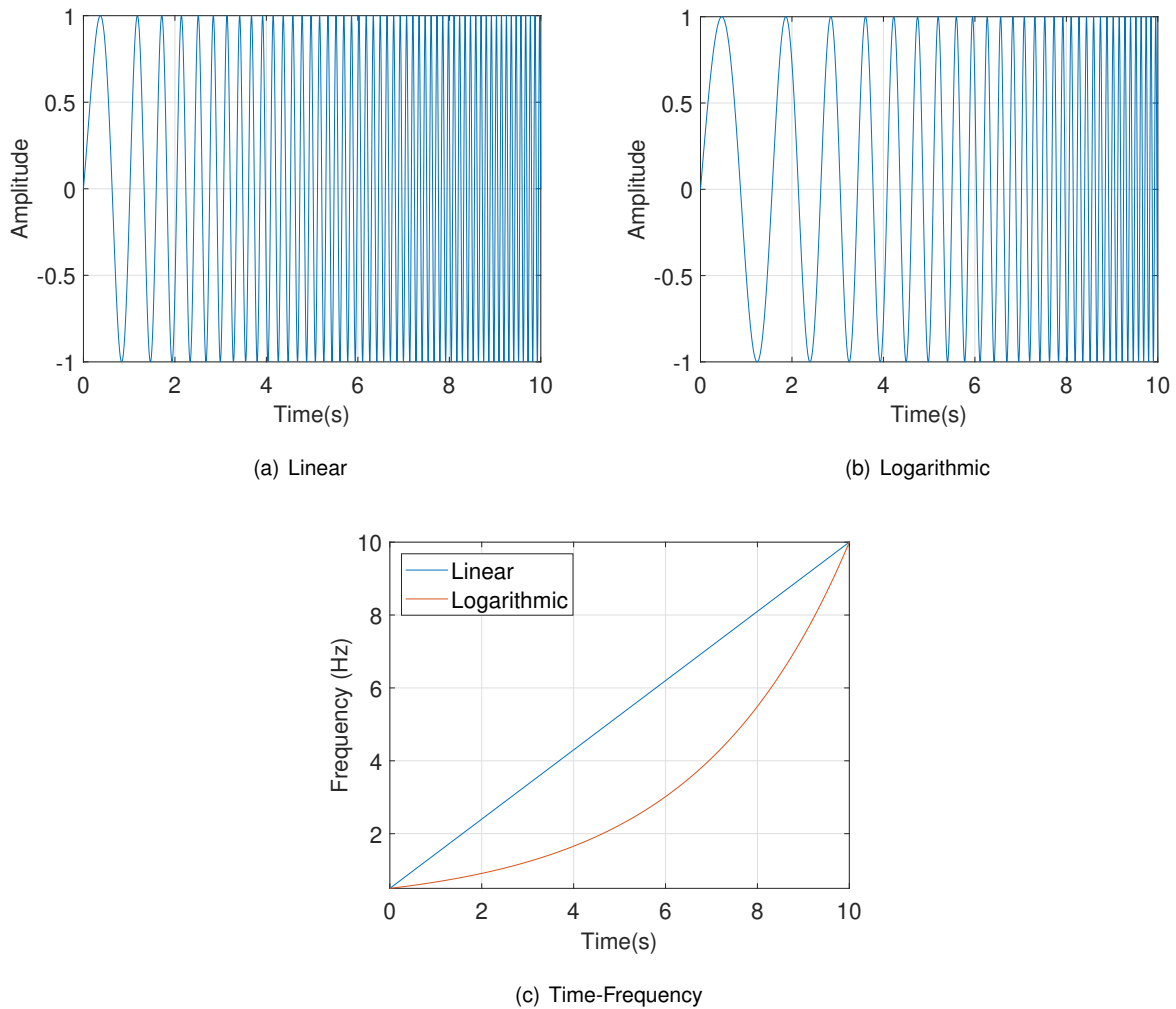 1
0.5
0
-0.5
-1
Amplitude
0 2 4 6 8 10
Time(s)
(a) Linear
1
0.5
0
-0.5
-1
Amplitude
0 2 4 6 8 10
Time(s)
(b) Logarithmic
10
8
6
4
2
Frequency (Hz)
Linear
Logarithmic
0 2 4 6 8 10
Time(s)
(c) Time-Frequency